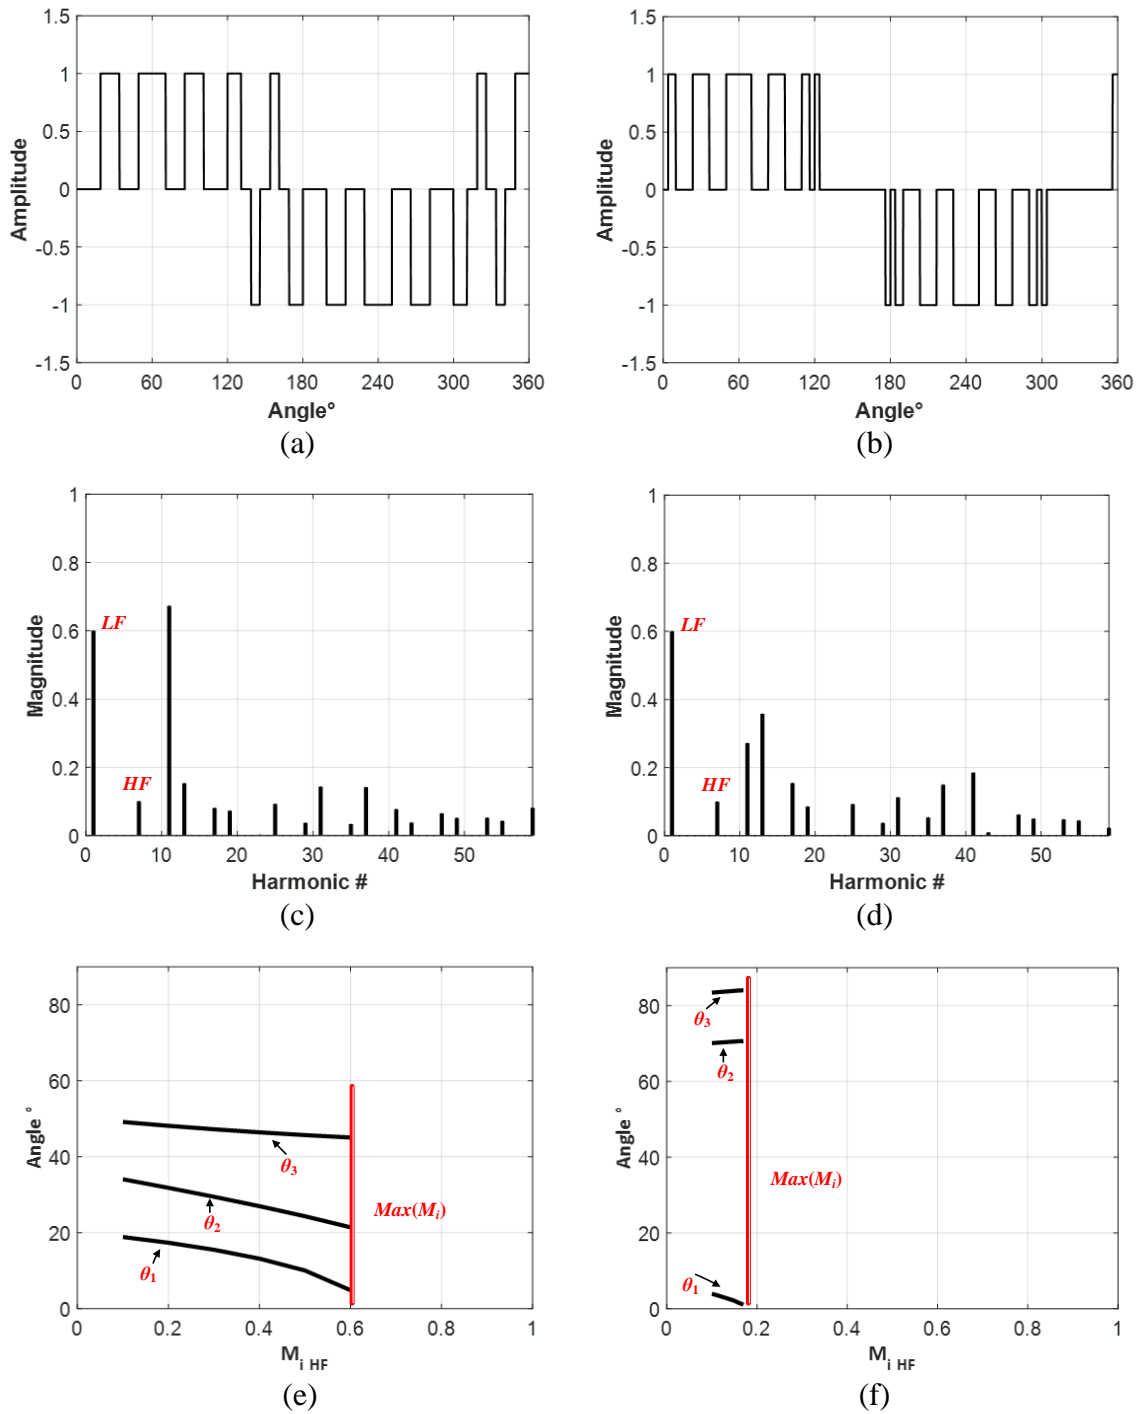 1.5
1
0.5
0
-0.5
-1
-1.5
Amplitude
0 60 120 180 240 300 360
Angle°
(a)
1.5
1
0.5
0
-0.5
-1
-1.5
Amplitude
0 60 120 180 240 300 360
Angle°
(b)
1
0.8
0.6
0.4
0.2
0
Magnitude
LF
HF
0 10 20 30 40 50
Harmonic #
(c)
1
0.8
0.6
0.4
0.2
0
Magnitude
LF
HF
0 10 20 30 40 50
Harmonic #
(d)
80
60
40
20
0
Angle °
θ3
θ2
θ1
Max(Mi)
0 0.2 0.4 0.6 0.8 1
Mi HF
(e)
80
60
40
20
0
Angle °
θ3
θ2
θ1
Max(Mi)
0 0.2 0.4 0.6 0.8 1
Mi HF
(f)